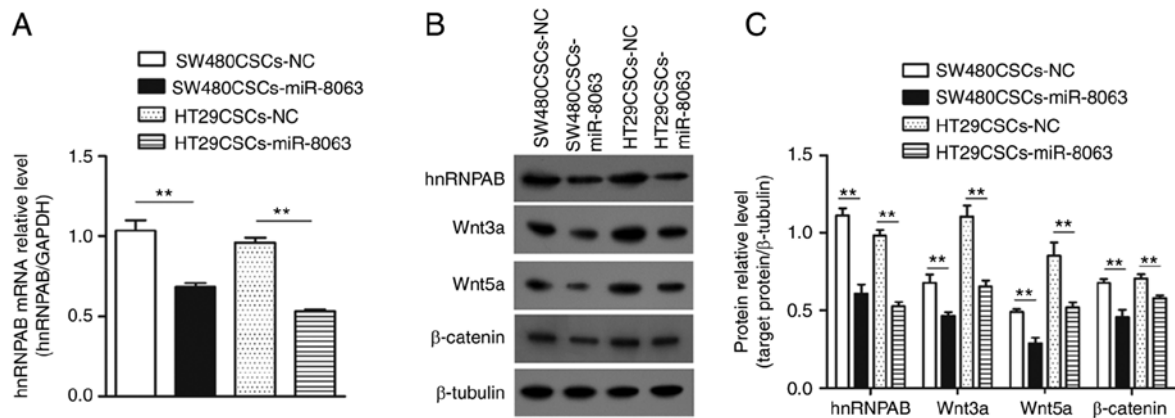 A
SW480CSCs-NC
SW480CSCs-miR-8063
HT29CSCs-NC
HT29CSCs-miR-8063
hnRNPAB mRNA relative level
(hnRNPAB/GAPDH)
1.5
1.0
0.5
0.0
**
**
B
SW480CSCs-NC
SW480CSCs-
miR-8063
HT29CSCs-NC
HT29CSCs-
miR-8063
hnRNPAB
Wnt3a
Wnt5a
β-catenin
β-tubulin
C
SW480CSCs-NC
SW480CSCs-miR-8063
HT29CSCs-NC
HT29CSCs-miR-8063
Protein relative level
(target protein/β-tubulin)
1.5
1.0
0.5
0.0
**
**
**
**
**
**
**
**
hnRNPAB
Wnt3a
Wnt5a
β-catenin